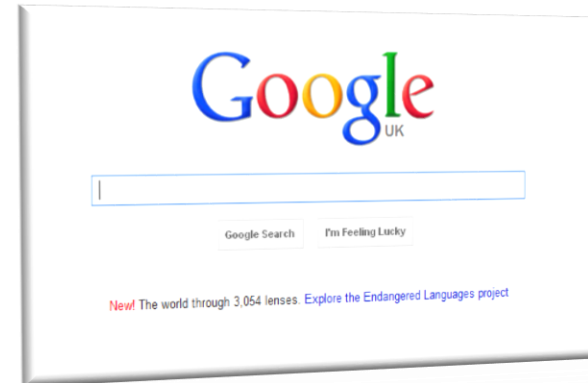 Google
UK
Google Search I'm Feeling Lucky
New! The world through 3,054 lenses. Explore the Endangered Languages project